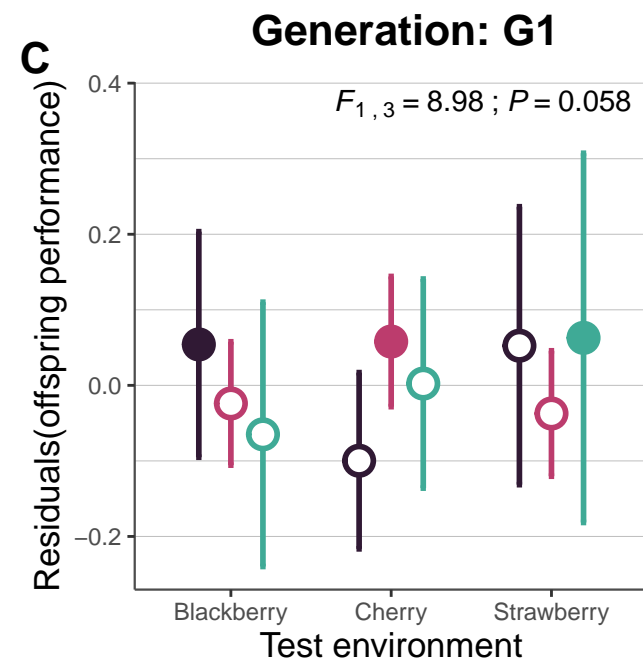 Generation: G1
C
F1 , 3 = 8.98 ; P = 0.058
Residuals(offspring performance)
0.4
0.2
0.0
−0.2
Blackberry Cherry Strawberry
Test environment